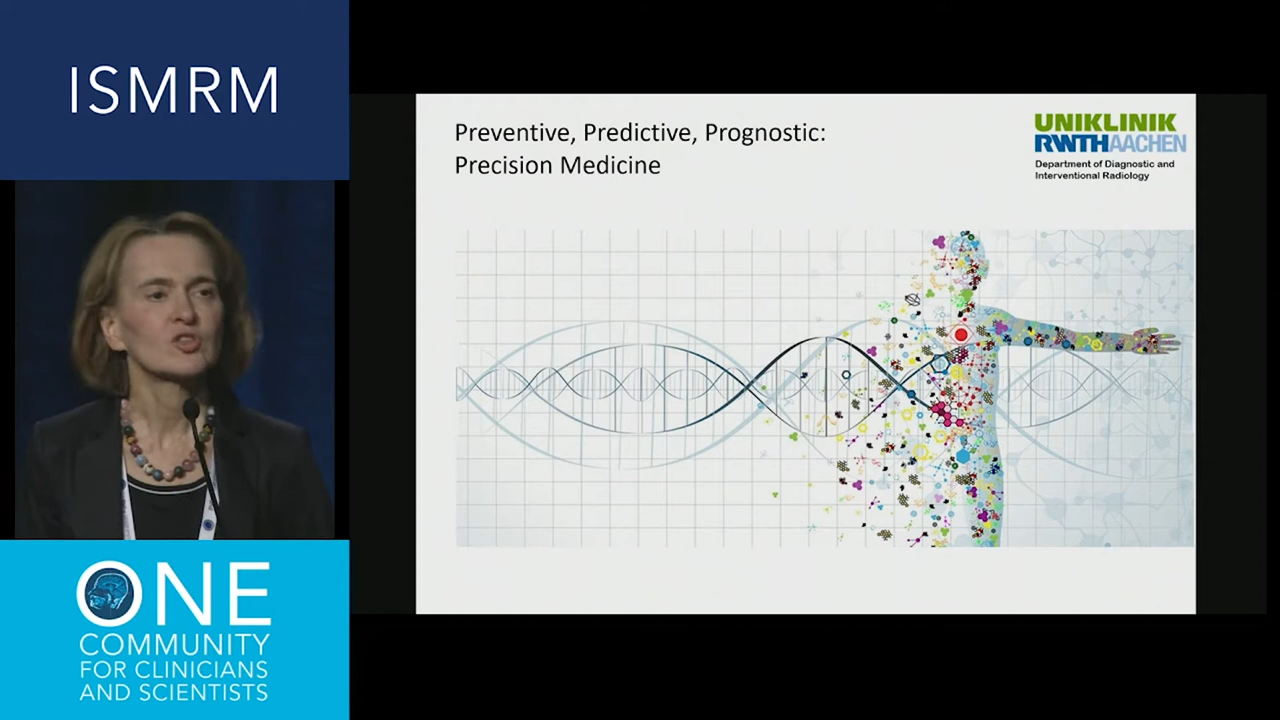 ISMRM
ONE
COMMUNITY
FOR CLINICIANS
AND SCIENTISTS
Preventive, Predictive, Prognostic:
Precision Medicine
UNIKLINIK
RWTHAACHEN
Department of Diagnostic and
Interventional Radiology